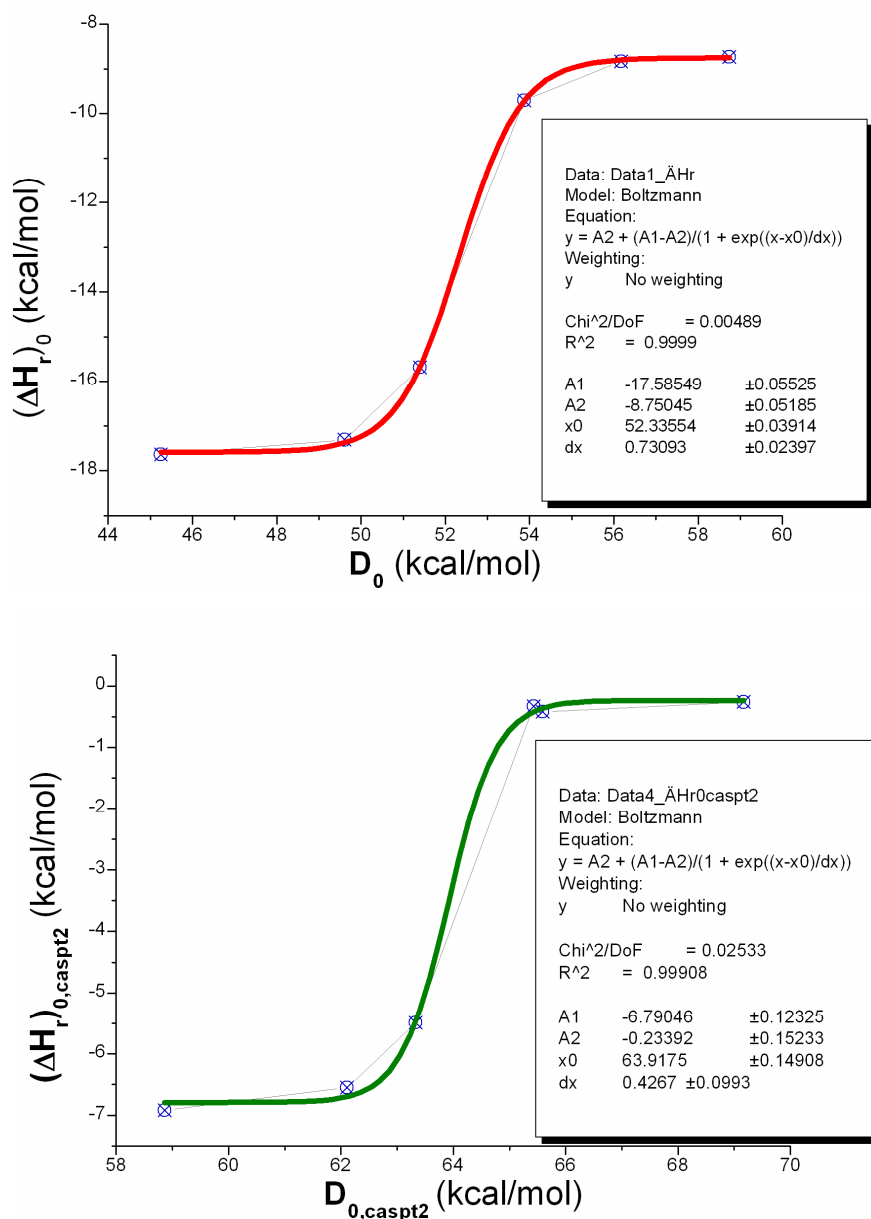 -8
-10
-12
-14
-16
-18
(ΔHr)0 (kcal/mol)
44 46 48 50 52 54 56 58 60
D0 (kcal/mol)
Data: Data1_ÄHr
Model: Boltzmann
Equation:
y = A2 + (A1-A2)/(1 + exp((x-x0)/dx))
Weighting:
y No weighting
Chi^2/DoF = 0.00489
R^2 = 0.9999
A1 -17.58549 ±0.05525
A2 -8.75045 ±0.05185
x0 52.33554 ±0.03914
dx 0.73093 ±0.02397
0
-1
-2
-3
-4
-5
-6
-7
(ΔHr)0,caspt2 (kcal/mol)
58 60 62 64 66 68 70
D0,caspt2 (kcal/mol)
Data: Data4_ÄHr0caspt2
Model: Boltzmann
Equation:
y = A2 + (A1-A2)/(1 + exp((x-x0)/dx))
Weighting:
y No weighting
Chi^2/DoF = 0.02533
R^2 = 0.99908
A1 -6.79046 ±0.12325
A2 -0.23392 ±0.15233
x0 63.9175 ±0.14908
dx 0.4267 ±0.0993